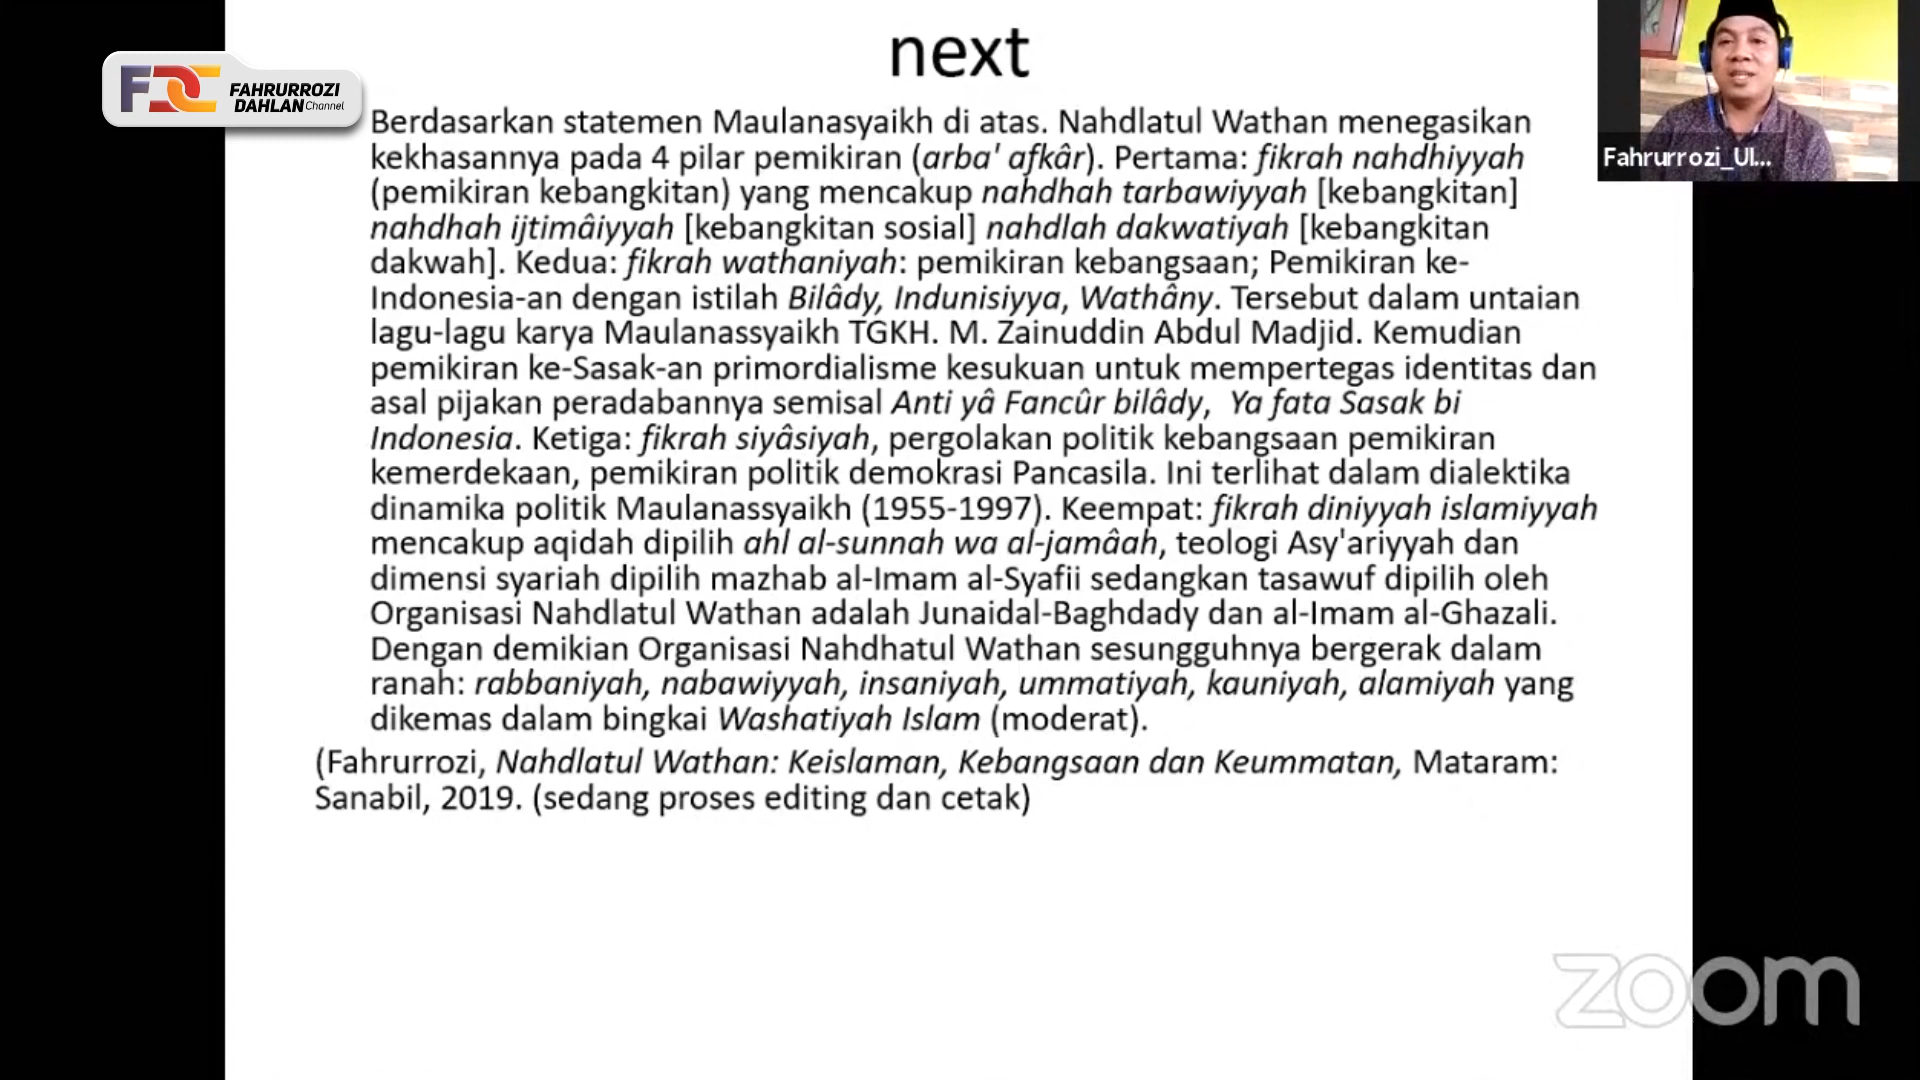 next
FAHRURROZI
DAHLAN Channel
Berdasarkan statemen Maulanasyaikh di atas. Nahdlatul Wathan menegasikan
kekhasannya pada 4 pilar pemikiran (arba' afkâr). Pertama: fikrah nahdhiyyah
(pemikiran kebangkitan) yang mencakup nahdhah tarbawiyyah [kebangkitan]
nahdhah ijtimâiyyah [kebangkitan sosial] nahdlah dakwatiyah [kebangkitan
dakwah]. Kedua: fikrah wathaniyah: pemikiran kebangsaan; Pemikiran ke-
Indonesia-an dengan istilah Bilâdy, Indunisiyya, Wathâny. Tersebut dalam untaian
lagu-lagu karya Maulanassyaikh TGKH. M. Zainuddin Abdul Madjid. Kemudian
pemikiran ke-Sasak-an primordialisme kesukuan untuk mempertegas identitas dan
asal pijakan peradabannya semisal Anti yâ Fancûr bilâdy, Ya fata Sasak bi
Indonesia. Ketiga: fikrah siyâsiyah, pergolakan politik kebangsaan pemikiran
kemerdekaan, pemikiran politik demokrasi Pancasila. Ini terlihat dalam dialektika
dinamika politik Maulanassyaikh (1955-1997). Keempat: fikrah diniyyah islamiyyah
mencakup aqidah dipilih ahl al-sunnah wa al-jamâah, teologi Asy'ariyyah dan
dimensi syariah dipilih mazhab al-Imam al-Syafii sedangkan tasawuf dipilih oleh
Organisasi Nahdlatul Wathan adalah Junaidal-Baghdady dan al-Imam al-Ghazali.
Dengan demikian Organisasi Nahdhatul Wathan sesungguhnya bergerak dalam
ranah: rabbaniyah, nabawiyyah, insaniyah, ummatiyah, kauniyah, alamiyah yang
dikemas dalam bingkai Washatiyah Islam (moderat).
(Fahrurrozi, Nahdlatul Wathan: Keislaman, Kebangsaan dan Keummatan, Mataram:
Sanabil, 2019. (sedang proses editing dan cetak)
Fahrurrozi_UI...
zoom